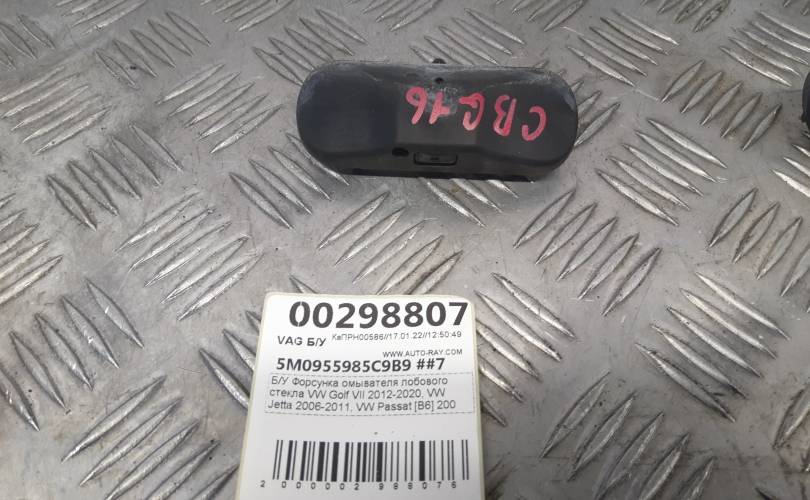 CBG16
00298807
VAG Б/У КаПРН00586//17.01.22//12:50:49
WWW.AUTO-RAY.COM
5M0955985C9B9 ##7
Б/У Форсунка омывателя лобового
стекла VW Golf VII 2012-2020, VW
Jetta 2006-2011, VW Passat [B6] 200
2000002988076